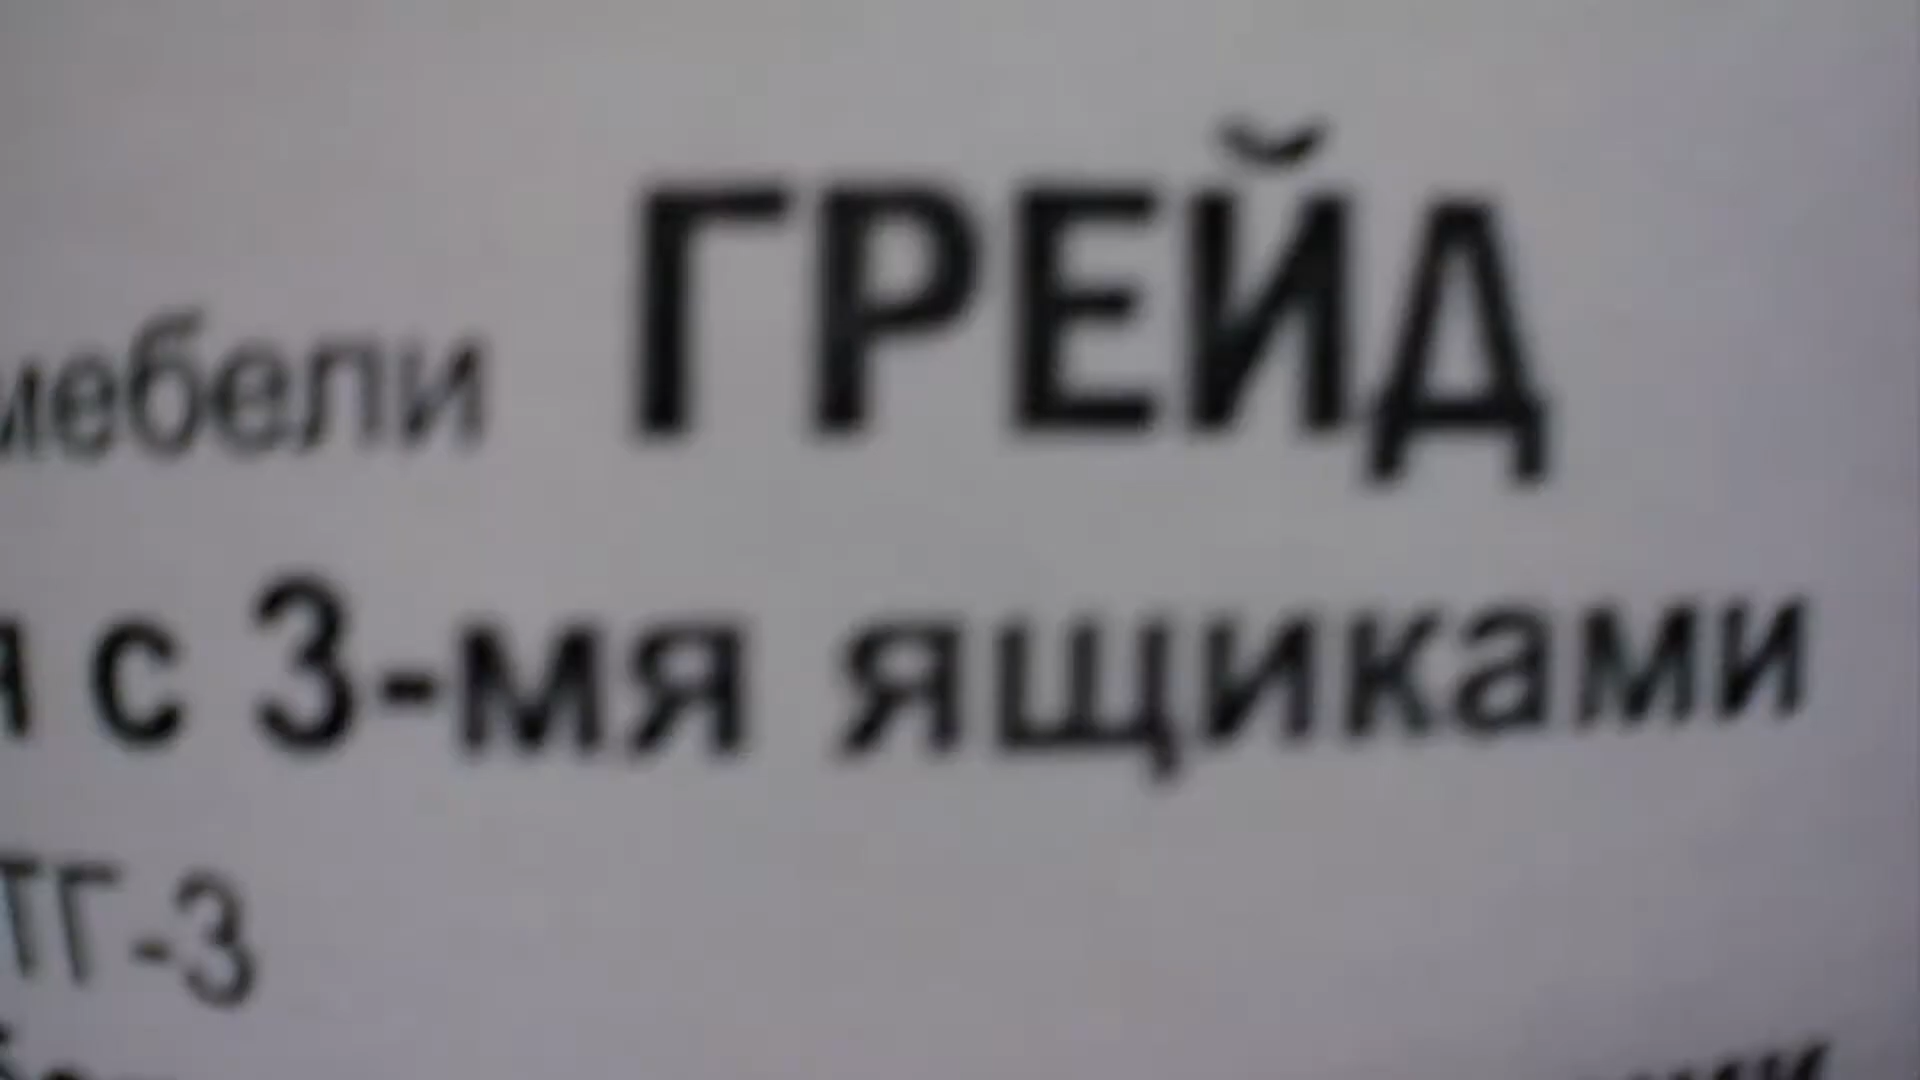 мебели ГРЕЙД
с 3-мя ящиками
ТГ-3